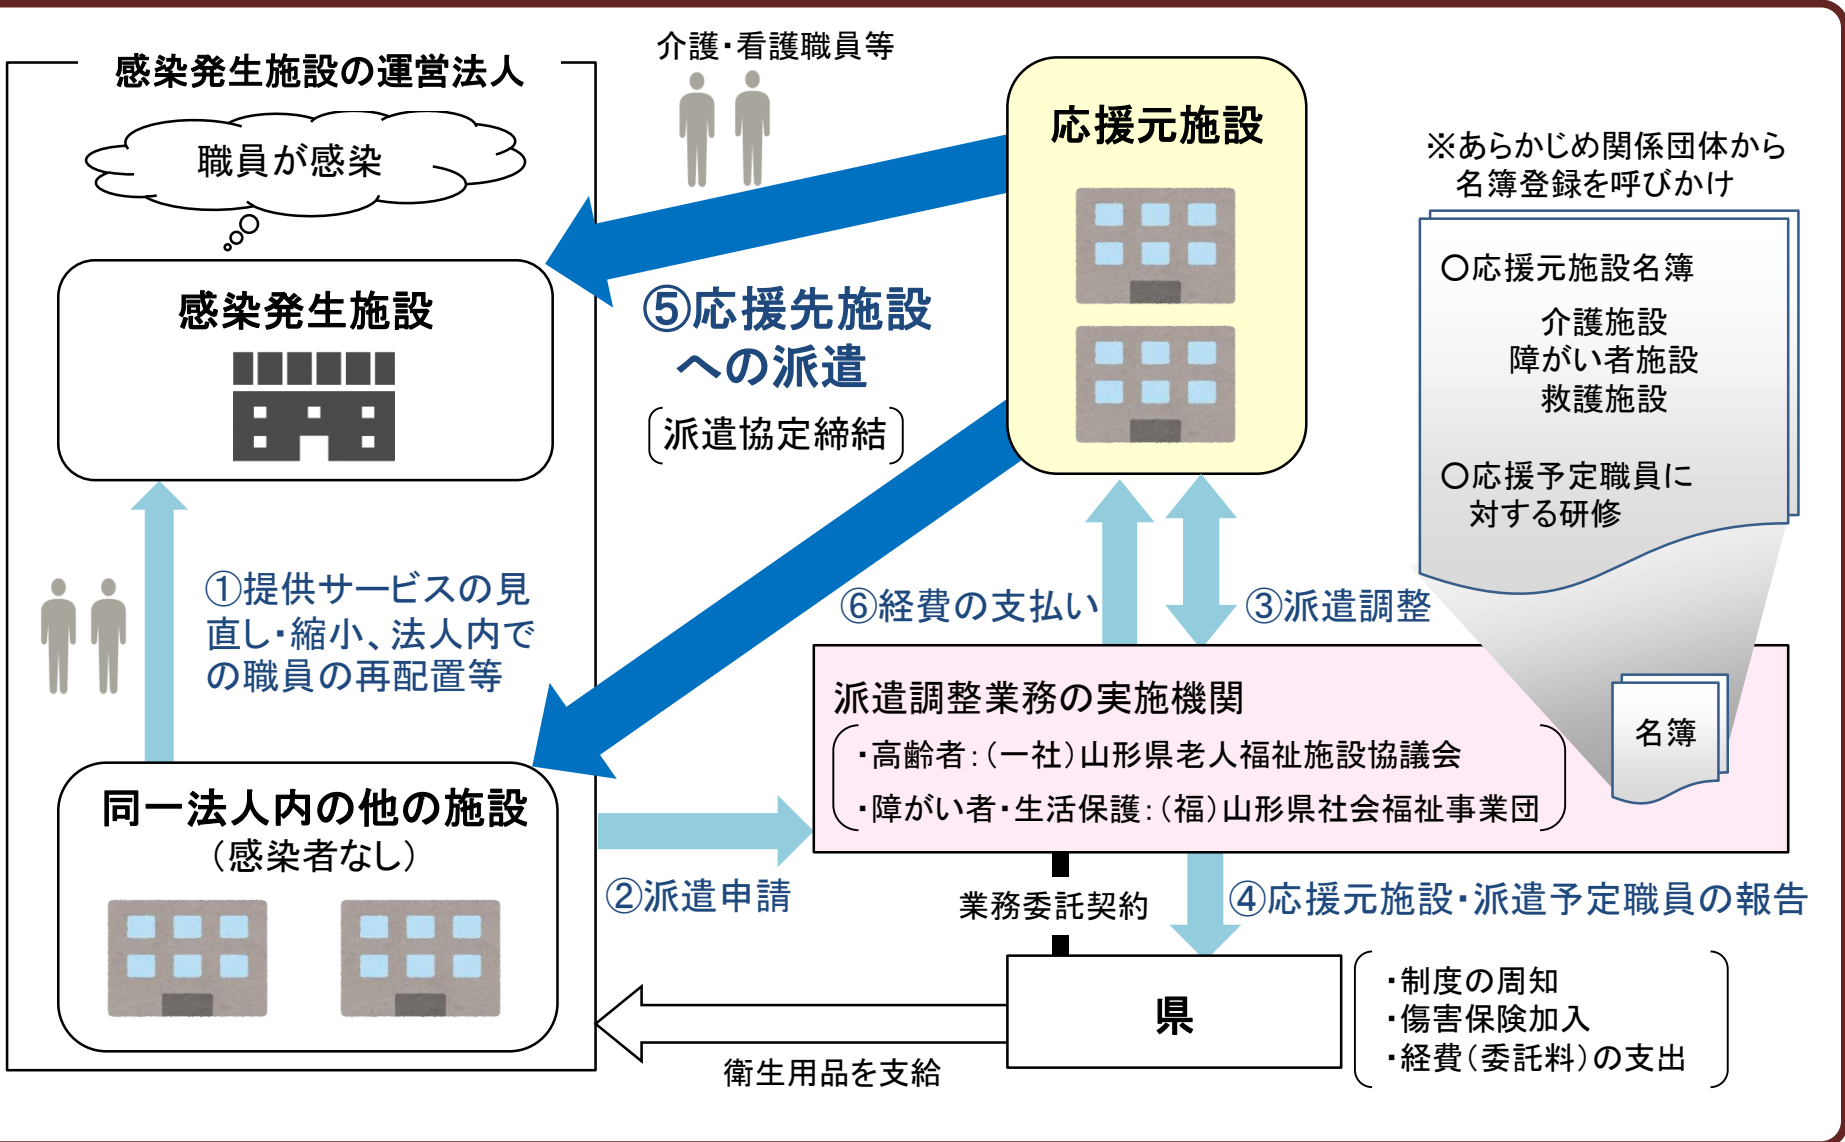 感染発生施設の運営法人
職員が感染
感染発生施設
①提供サービスの見
直し・縮小、法人内で
の職員の再配置等
同一法人内の他の施設
（感染者なし）
介護・看護職員等
⑤応援先施設
への派遣
派遣協定締結
応援元施設
※あらかじめ関係団体から
名簿登録を呼びかけ
〇応援元施設名簿
介護施設
障がい者施設
救護施設
〇応援予定職員に
対する研修
名簿
⑥経費の支払い
③派遣調整
派遣調整業務の実施機関
・高齢者：（一社）山形県老人福祉施設協議会
・障がい者・生活保護：（福）山形県社会福祉事業団
②派遣申請
業務委託契約
④応援元施設・派遣予定職員の報告
県
・制度の周知
・傷害保険加入
・経費（委託料）の支出
衛生用品を支給